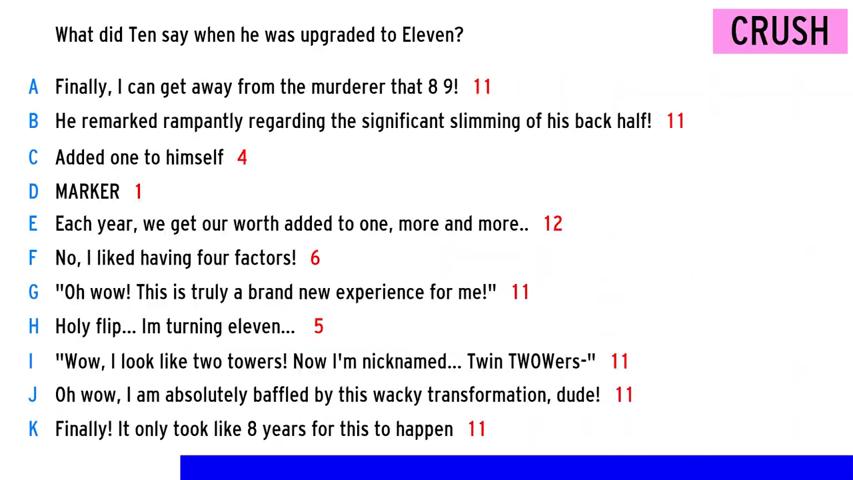 What did Ten say when he was upgraded to Eleven?
CRUSH
A Finally, I can get away from the murderer that 8 9! 11
B He remarked rampantly regarding the significant slimming of his back half! 11
C Added one to himself 4
D MARKER 1
E Each year, we get our worth added to one, more and more.. 12
F No, I liked having four factors! 6
G "Oh wow! This is truly a brand new experience for me!" 11
H Holy flip... Im turning eleven... 5
I "Wow, I look like two towers! Now I'm nicknamed... Twin TWOWers-" 11
J Oh wow, I am absolutely baffled by this wacky transformation, dude! 11
K Finally! It only took like 8 years for this to happen 11